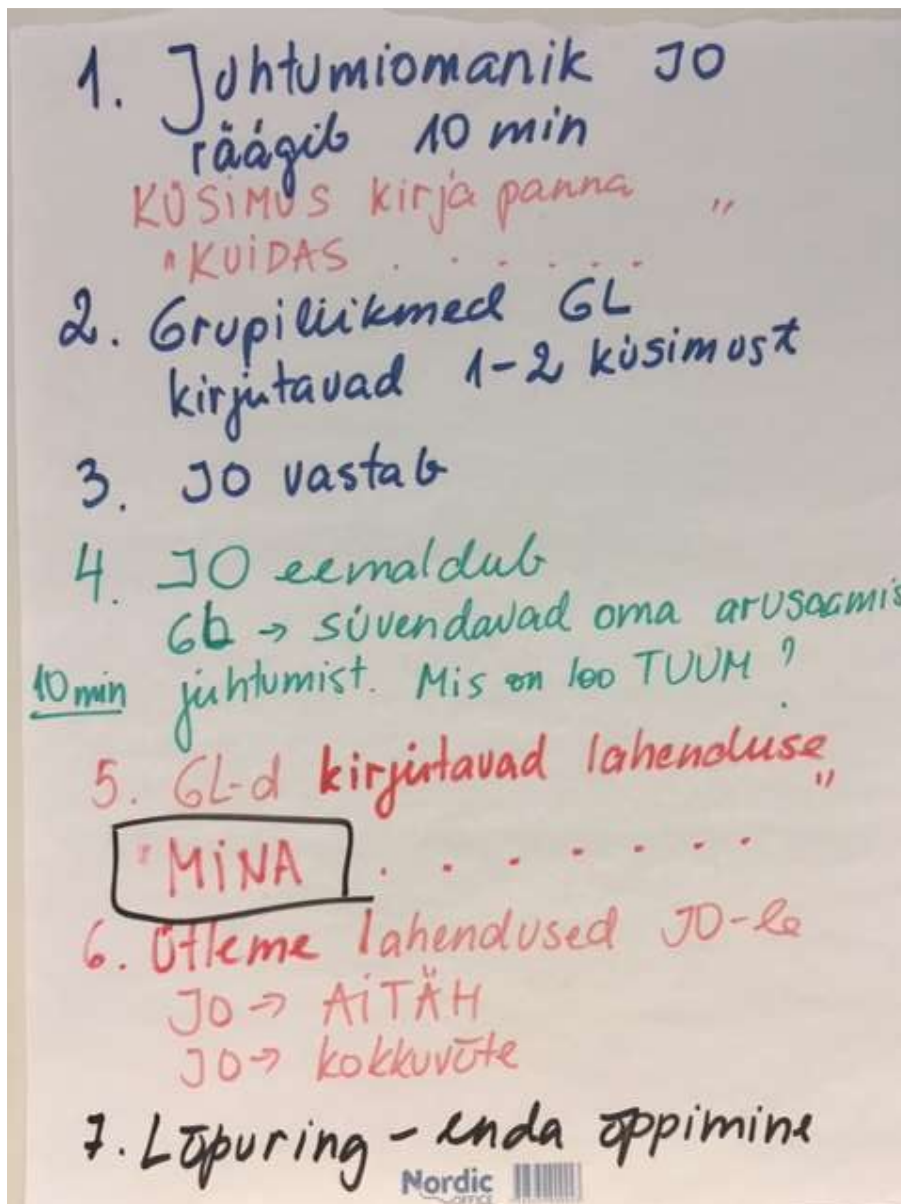 1. Juhtumiomanik JO
räägib 10 min
KÜSIMUS kirja panna "
"KUIDAS . . . . . .
2. Grupiliikmed GL
kirjutavad 1-2 küsimust
3. JO vastab
4. JO eemaldub
GL → süvendavad oma arusaamis
10 min juhtumist. Mis on loo TUUM?
5. GL-d kirjutavad lahenduse
"MINA . . . . . . . "
6. Ütleme lahendused JO-le
JO → AITÄH
JO → kokkuvõte
7. Lõpuring - enda õppimine
Nordic
OFFICE